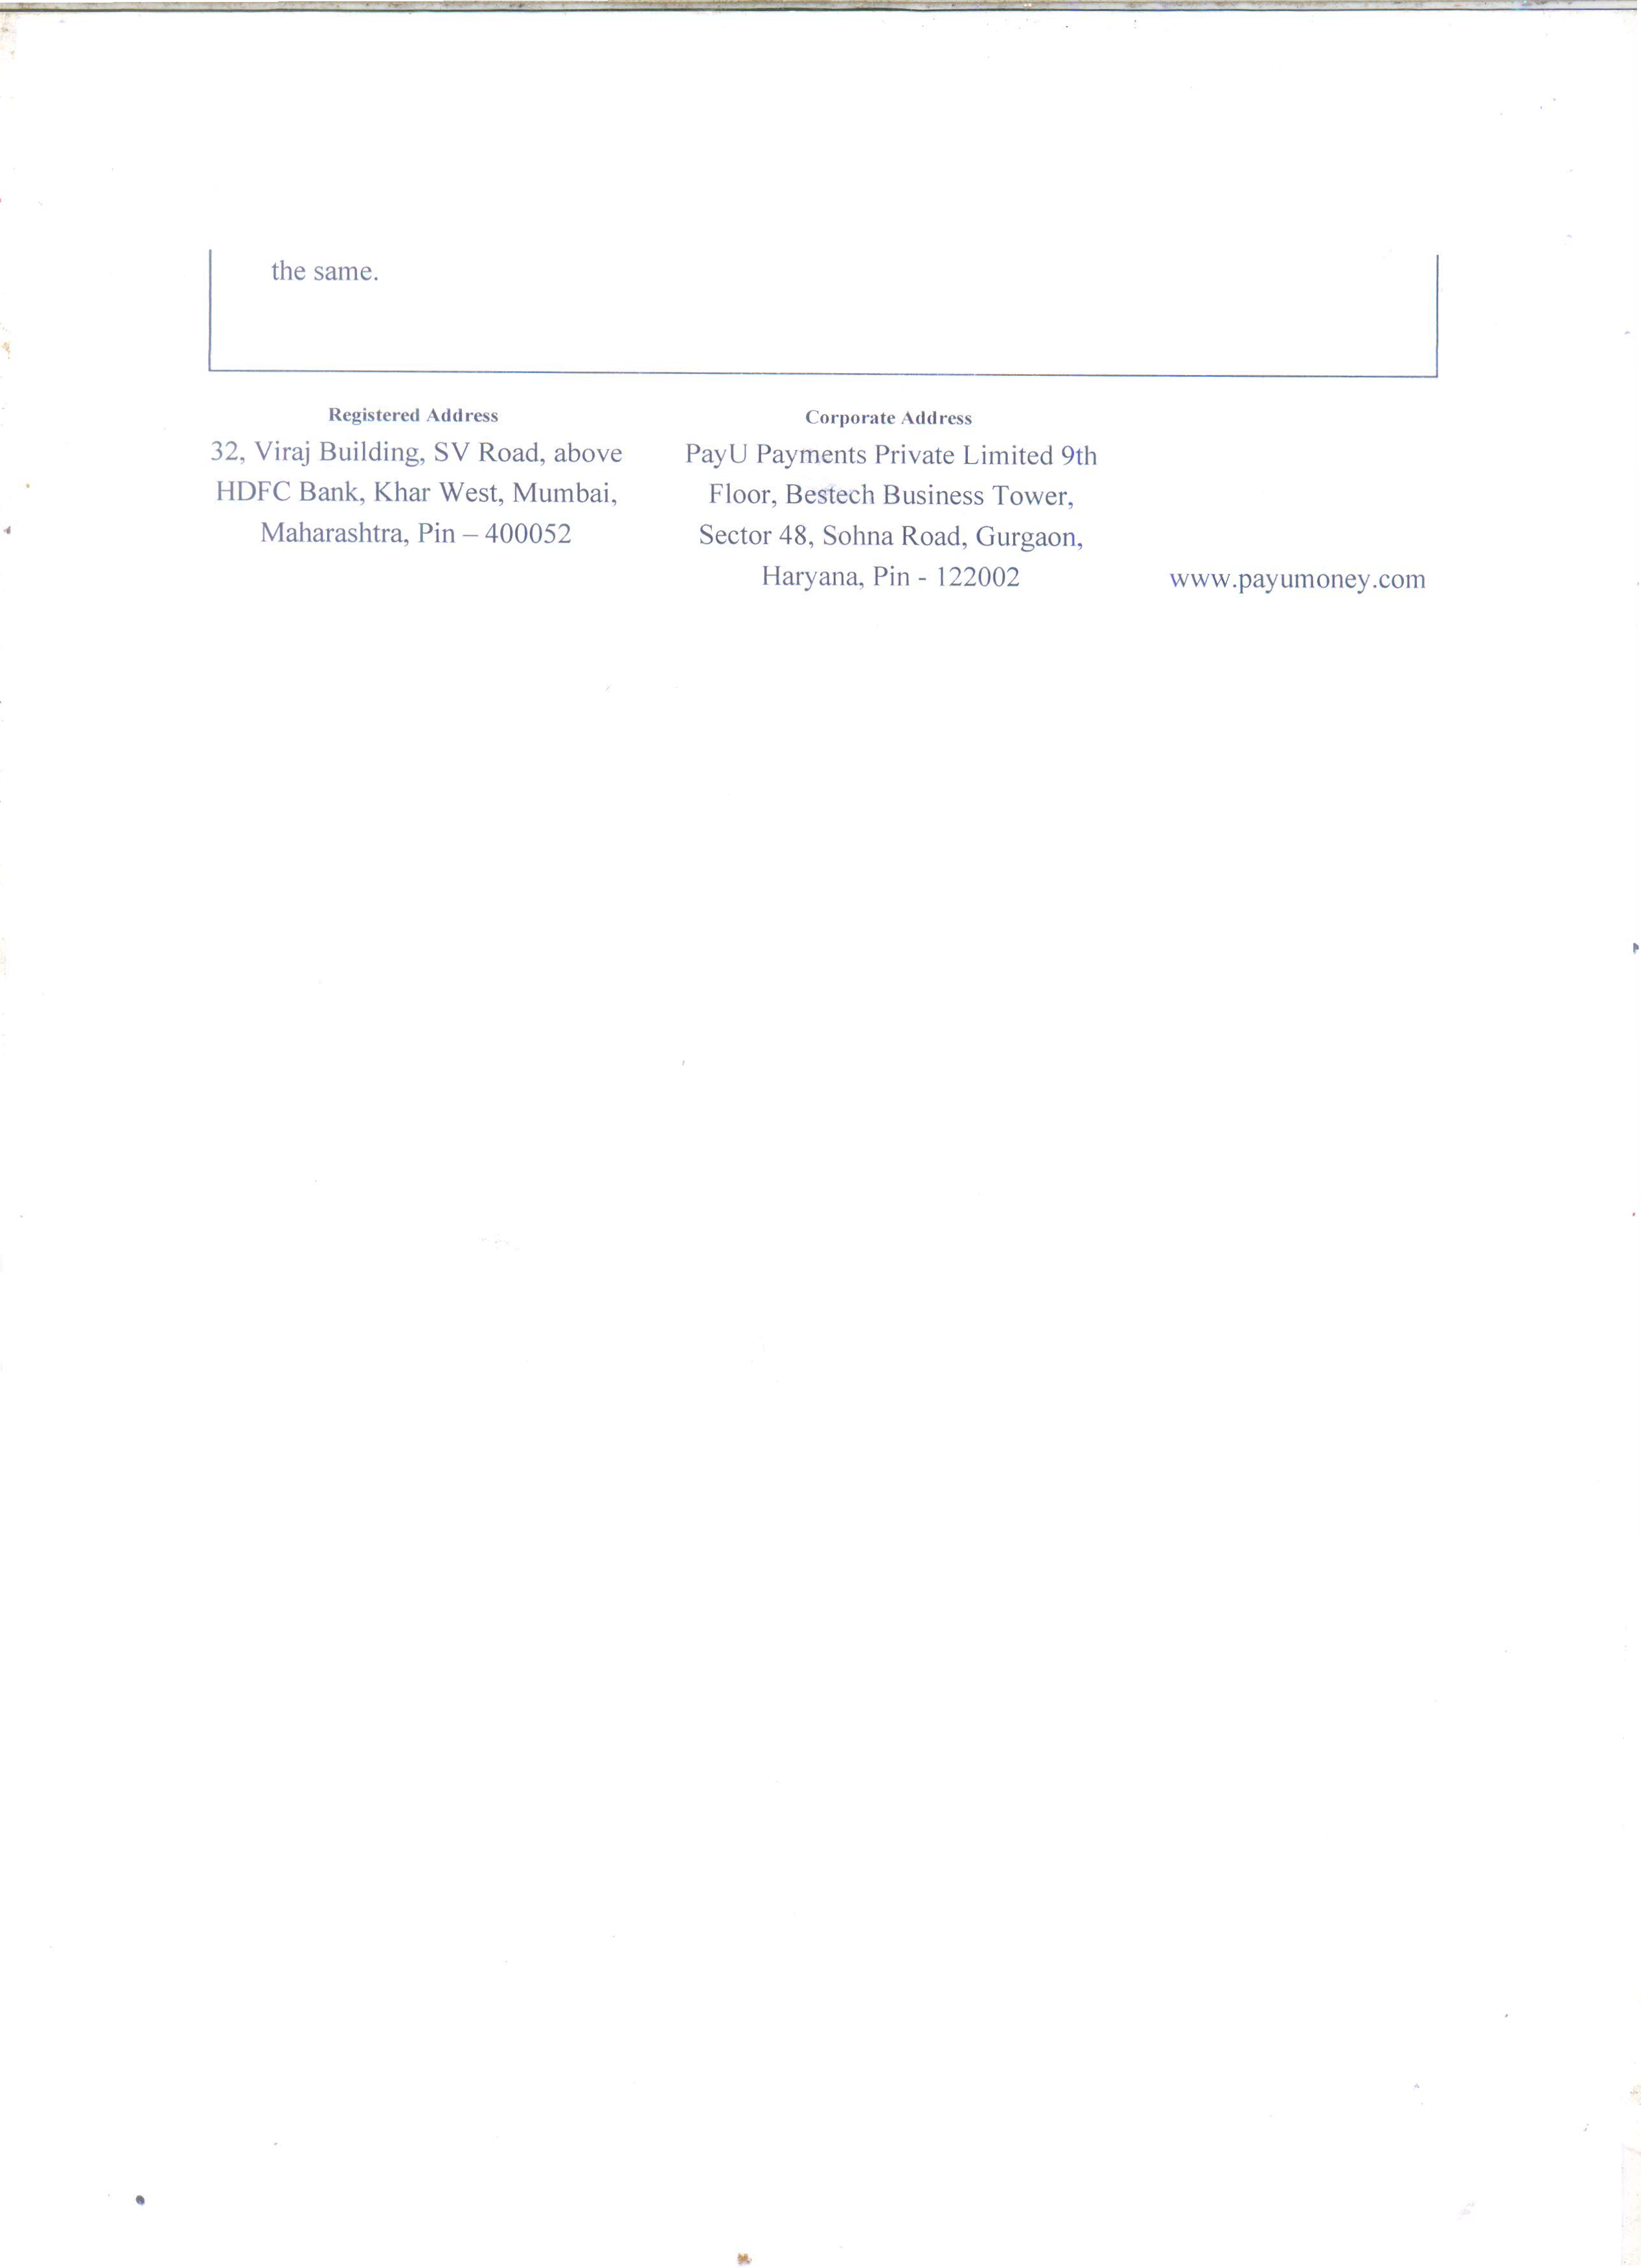 the same.
Registered Address
32, Viraj Building, SV Road, above
HDFC Bank, Khar West, Mumbai,
Maharashtra, Pin – 400052
Corporate Address
PayU Payments Private Limited 9th
Floor, Bestech Business Tower,
Sector 48, Sohna Road, Gurgaon,
Haryana, Pin - 122002
www.payumoney.com